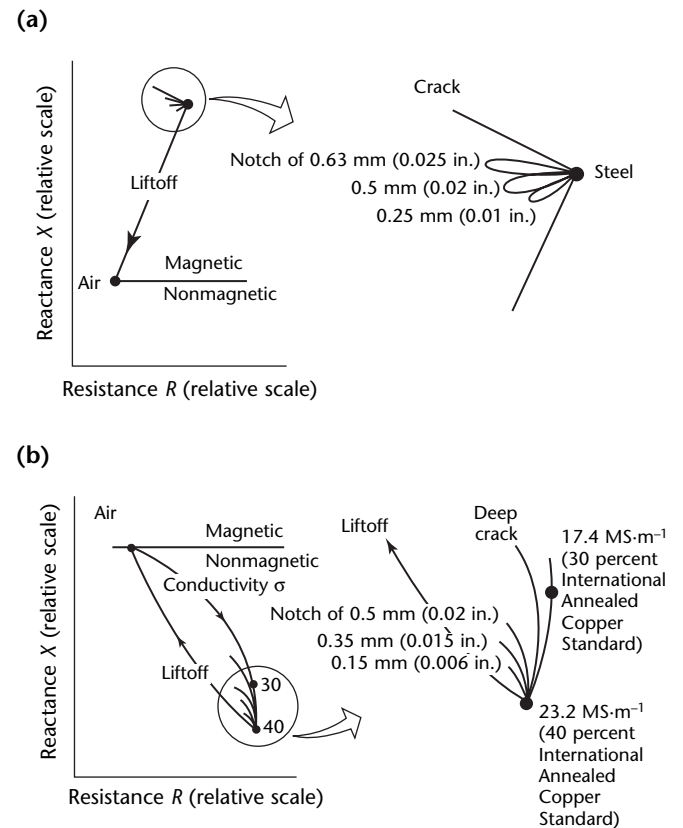 (a)
Reactance X (relative scale)
Liftoff
Air
Magnetic
Nonmagnetic
Resistance R (relative scale)
Crack
Notch of 0.63 mm (0.025 in.)
0.5 mm (0.02 in.)
0.25 mm (0.01 in.)
Steel
(b)
Reactance X (relative scale)
Air
Magnetic
Nonmagnetic
Conductivity σ
Liftoff
30
40
Resistance R (relative scale)
Liftoff
Deep
crack
17.4 MS·m⁻¹
(30 percent
International
Annealed
Copper
Standard)
Notch of 0.5 mm (0.02 in.)
0.35 mm (0.015 in.)
0.15 mm (0.006 in.)
23.2 MS·m⁻¹
(40 percent
International
Annealed
Copper
Standard)